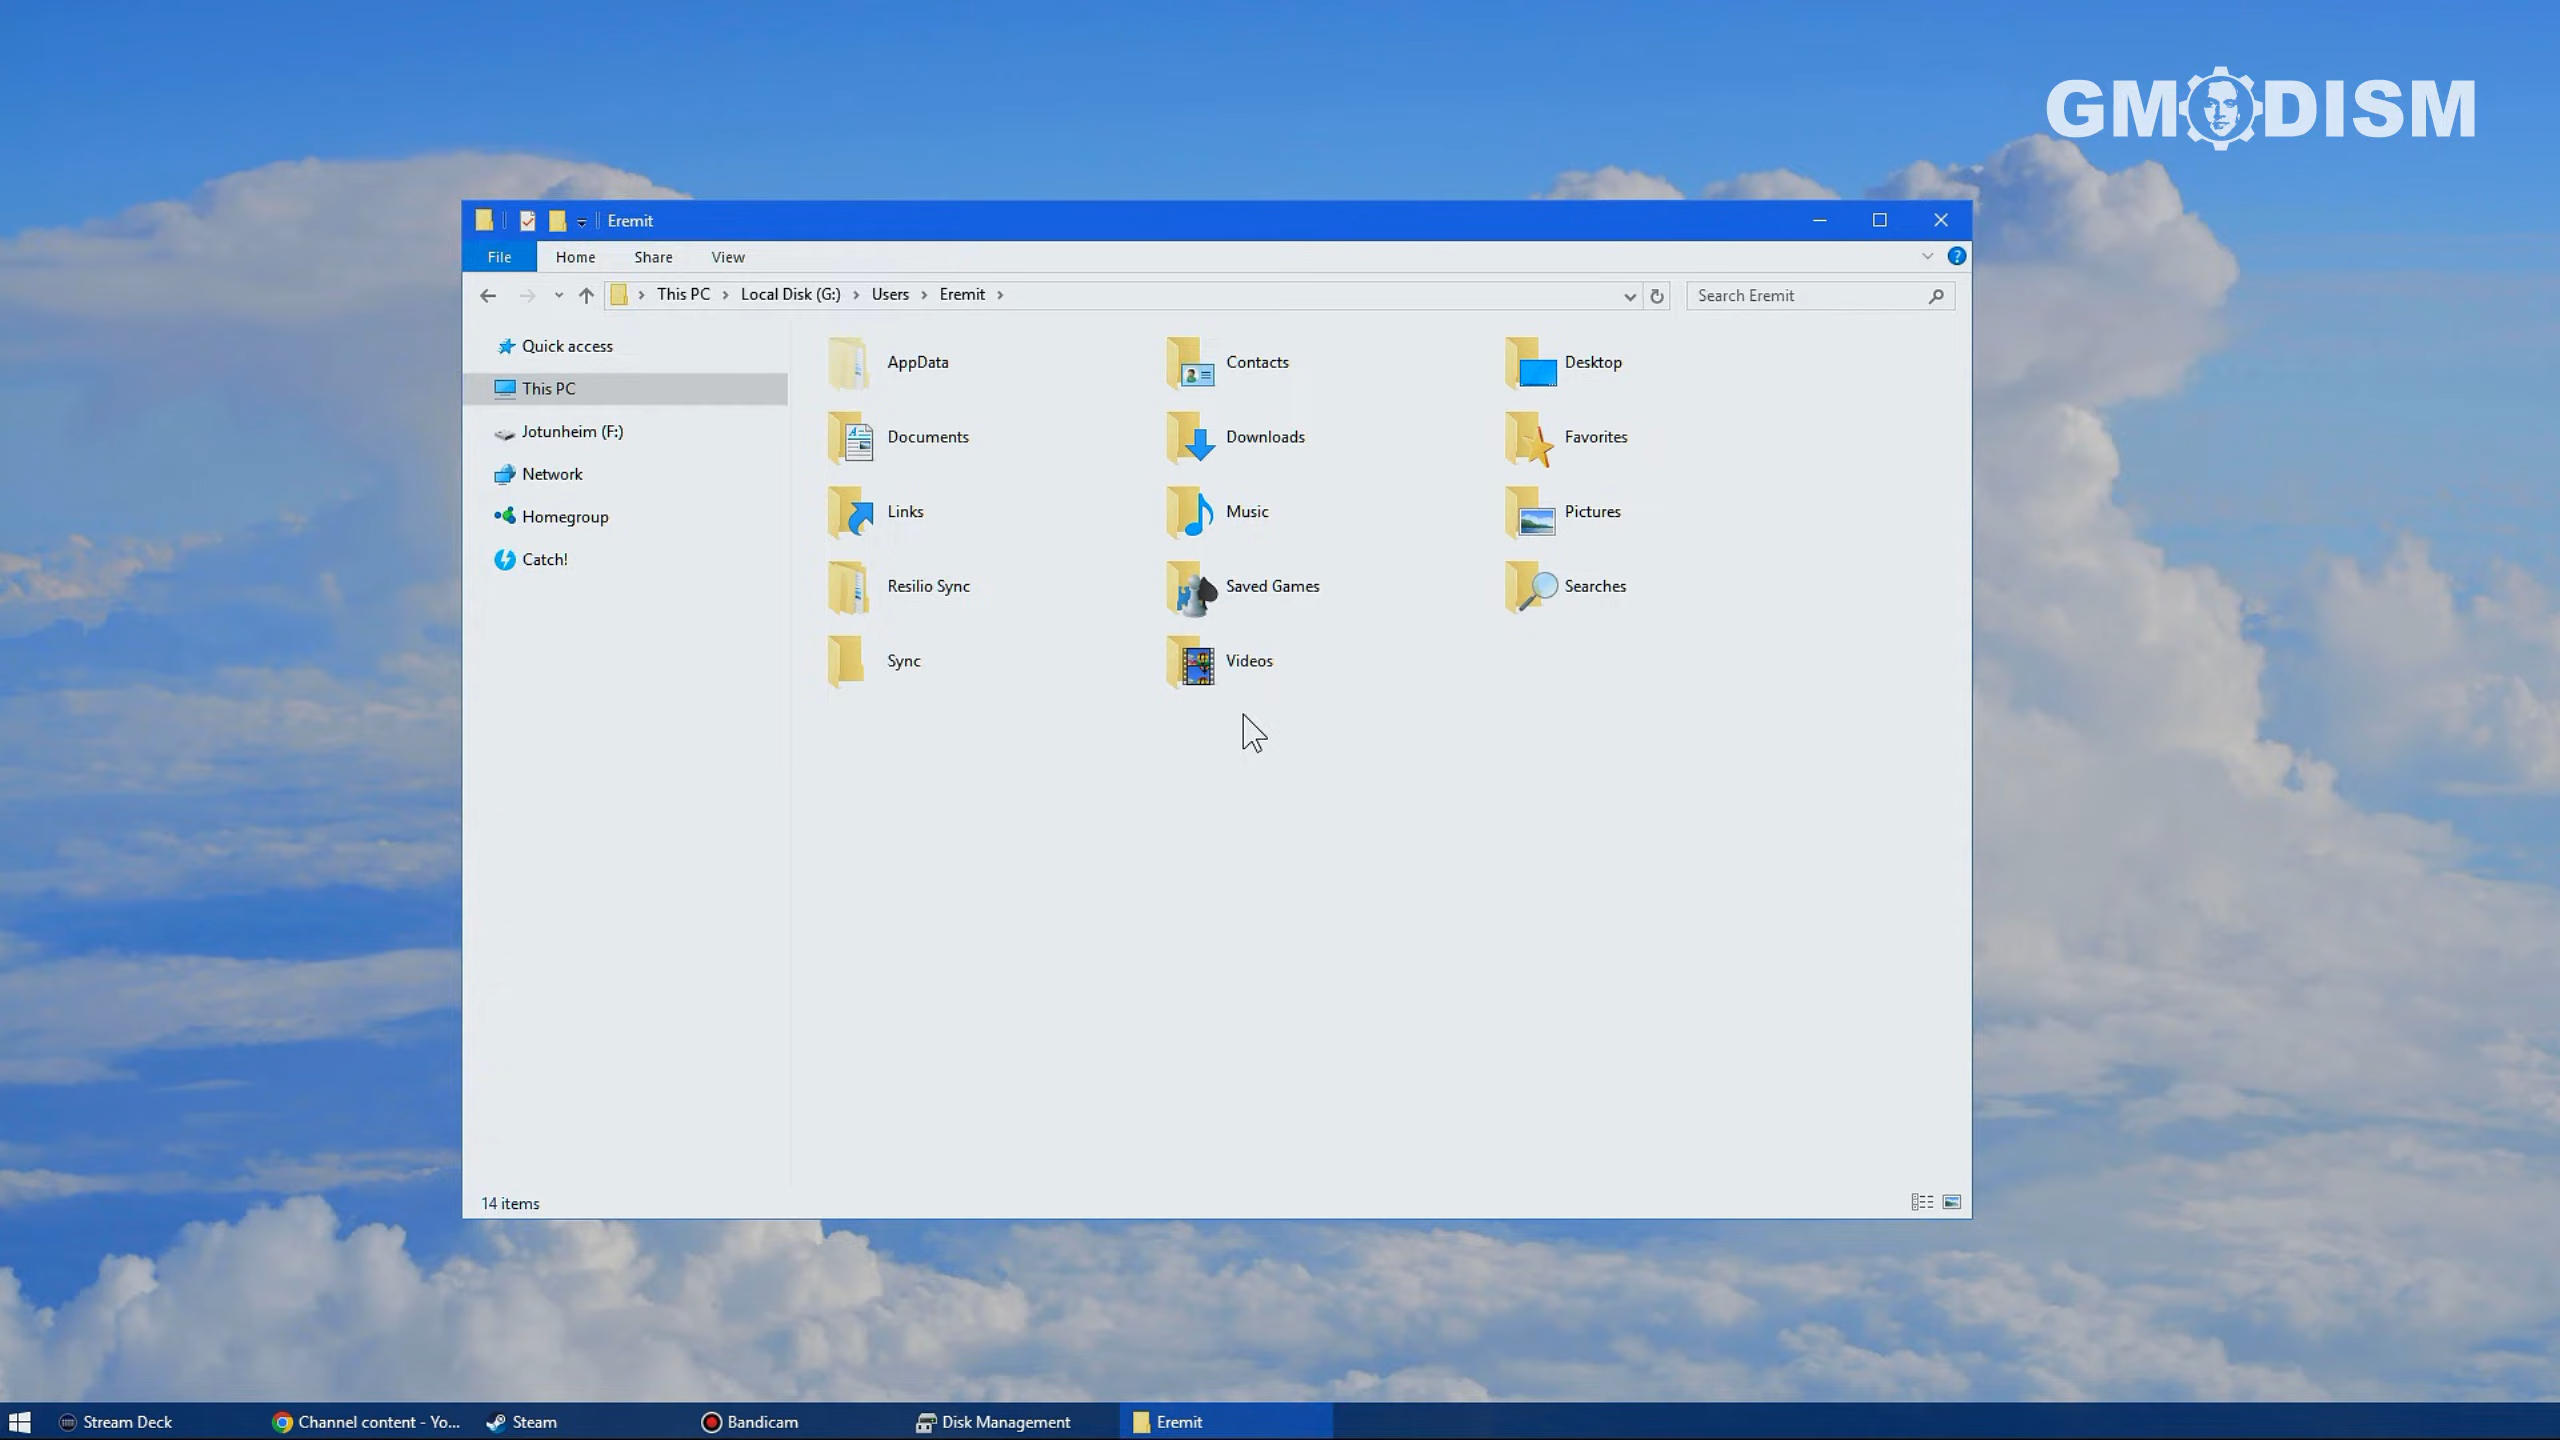 GMODISM
Eremit
File Home Share View
This PC Local Disk (G:) Users Eremit
Search Eremit
Quick access
This PC
Jotunheim (F:)
Network
Homegroup
Catch!
AppData Contacts Desktop
Documents Downloads Favorites
Links Music Pictures
Resilio Sync Saved Games Searches
Sync Videos
14 items
Stream Deck Channel content - Yo... Steam Bandicam Disk Management Eremit